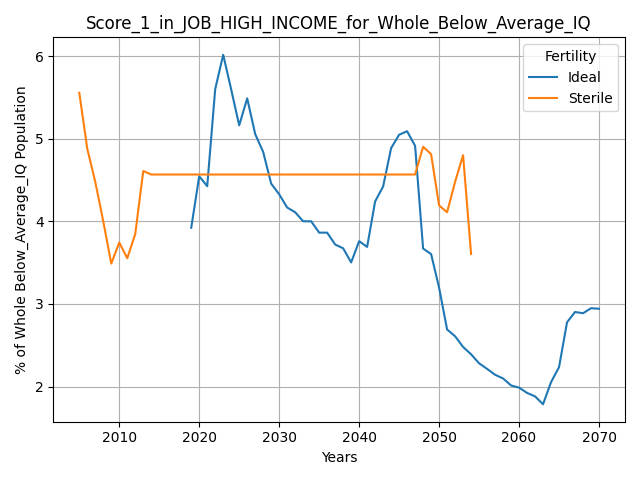 Score_1_in_JOB_HIGH_INCOME_for_Whole_Below_Average_IQ
% of Whole Below_Average_IQ Population
6
5
4
3
2
Fertility
Ideal
Sterile
2010 2020 2030 2040 2050 2060 2070
Years